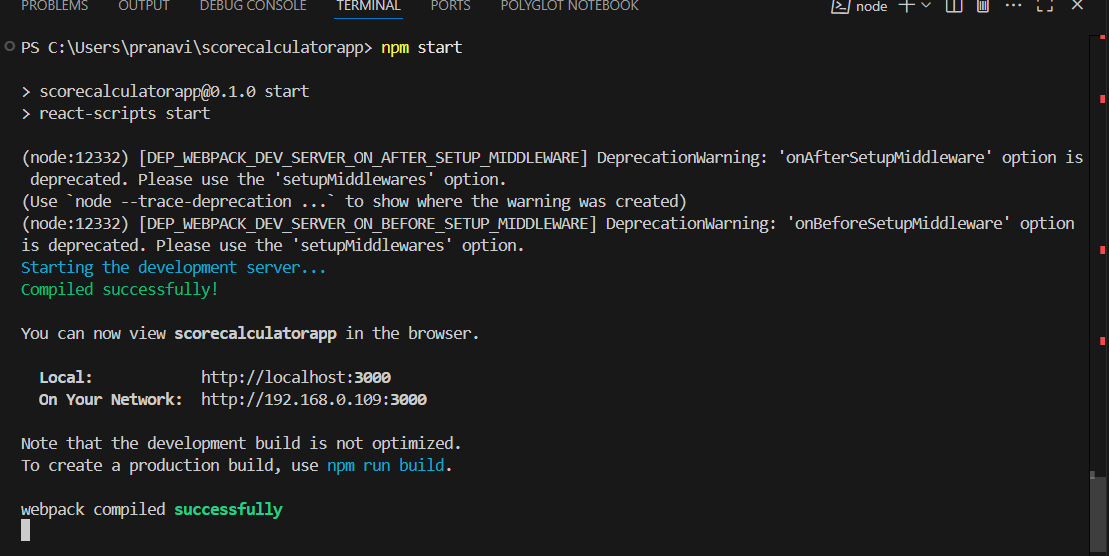 PROBLEMS OUTPUT DEBUG CONSOLE TERMINAL PORTS POLYGLOT NOTEBOOK node
PS C:\Users\pranavi\scorecalculatorapp> npm start
> scorecalculatorapp@0.1.0 start
> react-scripts start
(node:12332) [DEP_WEBPACK_DEV_SERVER_ON_AFTER_SETUP_MIDDLEWARE] DeprecationWarning: 'onAfterSetupMiddleware' option is
deprecated. Please use the 'setupMiddlewares' option.
(Use `node --trace-deprecation ...` to show where the warning was created)
(node:12332) [DEP_WEBPACK_DEV_SERVER_ON_BEFORE_SETUP_MIDDLEWARE] DeprecationWarning: 'onBeforeSetupMiddleware' option
is deprecated. Please use the 'setupMiddlewares' option.
Starting the development server...
Compiled successfully!
You can now view scorecalculatorapp in the browser.
Local: http://localhost:3000
On Your Network: http://192.168.0.109:3000
Note that the development build is not optimized.
To create a production build, use npm run build.
webpack compiled successfully